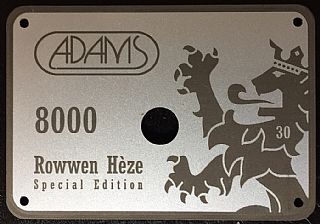 ADAMS
8000
30
Rowwen Hèze
Special Edition